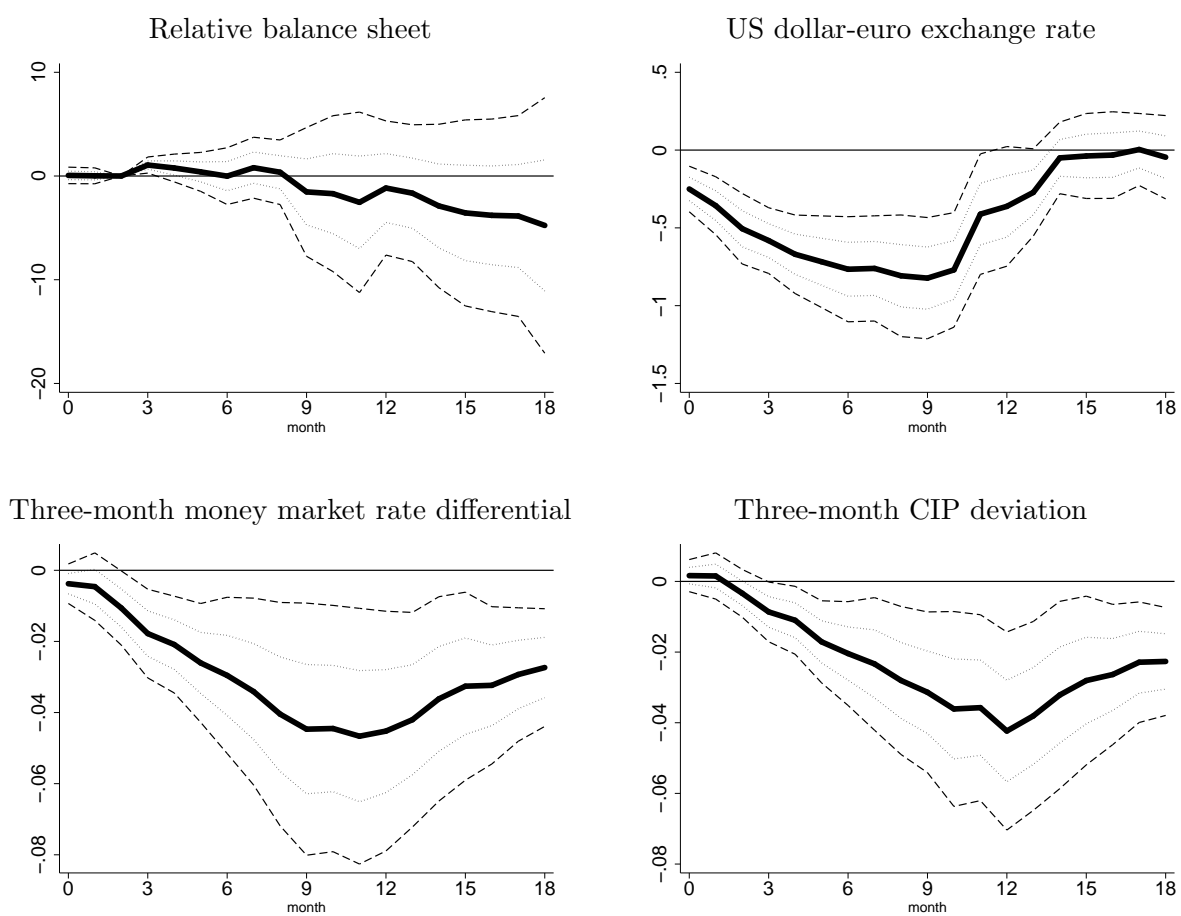 Relative balance sheet
10
0
−10
−20
0 3 6 9 12 15 18
month
US dollar-euro exchange rate
.5
0
−.5
−1
−1.5
0 3 6 9 12 15 18
month
Three-month money market rate differential
0
−.02
−.04
−.06
−.08
0 3 6 9 12 15 18
month
Three-month CIP deviation
0
−.02
−.04
−.06
−.08
0 3 6 9 12 15 18
month